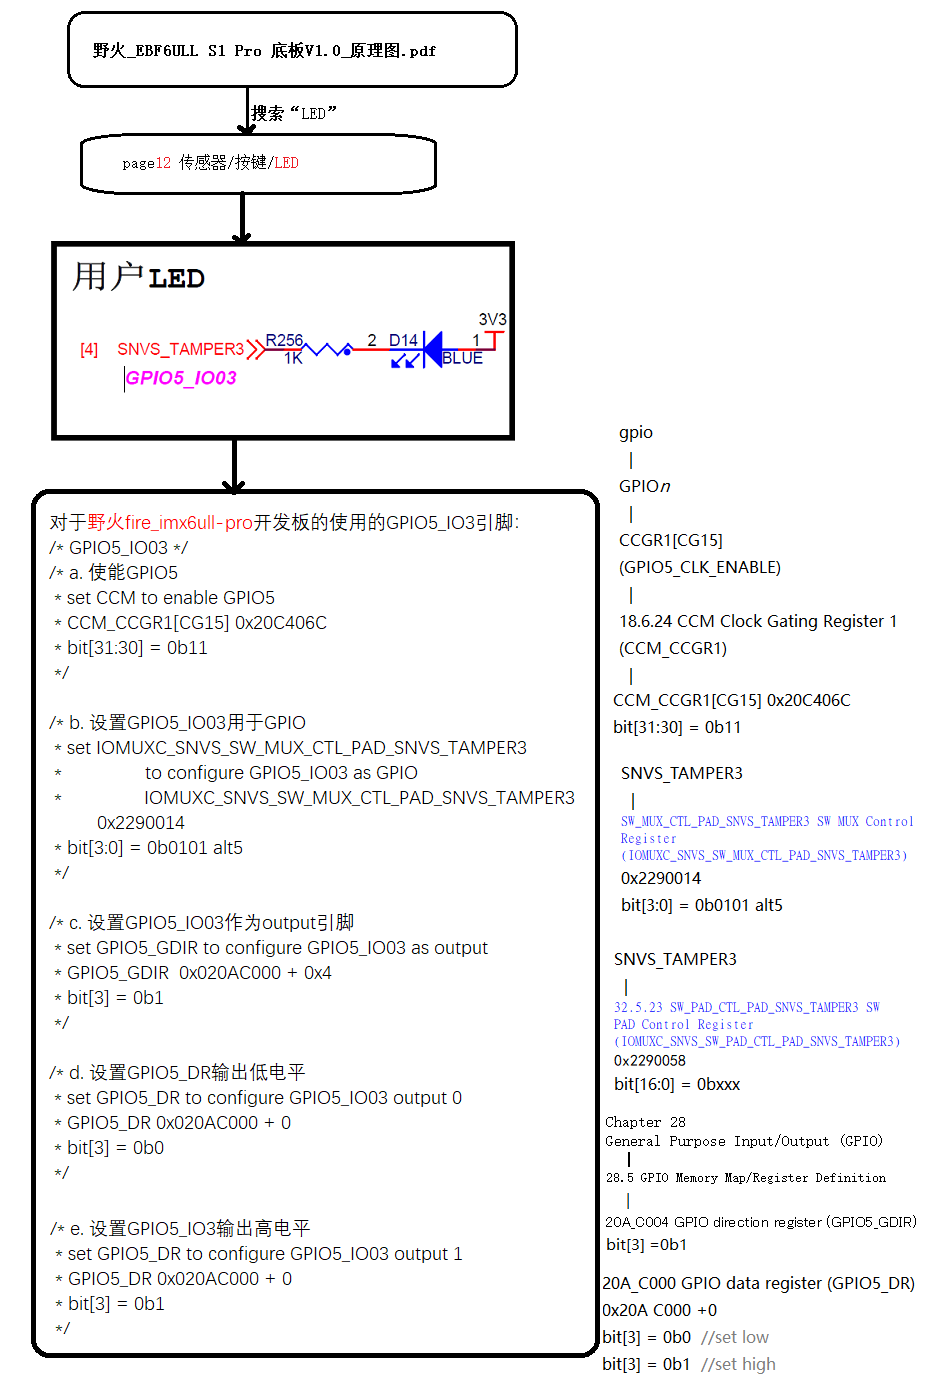 野火_EBF6ULL S1 Pro 底板V1.0_原理图.pdf
搜索“LED”
page12 传感器/按键/LED
用户LED
3V3
R256 2 D14 1
[4] SNVS_TAMPER3
1K BLUE
GPIO5_IO03
对于野火fire_imx6ull-pro开发板的使用的GPIO5_IO3引脚:
/* GPIO5_IO03 */
/* a. 使能GPIO5
* set CCM to enable GPIO5
* CCM_CCGR1[CG15] 0x20C406C
* bit[31:30] = 0b11
*/
/* b. 设置GPIO5_IO03用于GPIO
* set IOMUXC_SNVS_SW_MUX_CTL_PAD_SNVS_TAMPER3
* to configure GPIO5_IO03 as GPIO
* IOMUXC_SNVS_SW_MUX_CTL_PAD_SNVS_TAMPER3
0x2290014
* bit[3:0] = 0b0101 alt5
*/
/* c. 设置GPIO5_IO03作为output引脚
* set GPIO5_GDIR to configure GPIO5_IO03 as output
* GPIO5_GDIR 0x020AC000 + 0x4
* bit[3] = 0b1
*/
/* d. 设置GPIO5_DR输出低电平
* set GPIO5_DR to configure GPIO5_IO03 output 0
* GPIO5_DR 0x020AC000 + 0
* bit[3] = 0b0
*/
/* e. 设置GPIO5_IO3输出高电平
* set GPIO5_DR to configure GPIO5_IO03 output 1
* GPIO5_DR 0x020AC000 + 0
* bit[3] = 0b1
*/
gpio
|
GPIOn
|
CCGR1[CG15]
(GPIO5_CLK_ENABLE)
|
18.6.24 CCM Clock Gating Register 1
(CCM_CCGR1)
|
CCM_CCGR1[CG15] 0x20C406C
bit[31:30] = 0b11
SNVS_TAMPER3
|
SW_MUX_CTL_PAD_SNVS_TAMPER3 SW MUX Control
Register
(IOMUXC_SNVS_SW_MUX_CTL_PAD_SNVS_TAMPER3)
0x2290014
bit[3:0] = 0b0101 alt5
SNVS_TAMPER3
|
32.5.23 SW_PAD_CTL_PAD_SNVS_TAMPER3 SW
PAD Control Register
(IOMUXC_SNVS_SW_PAD_CTL_PAD_SNVS_TAMPER3)
0x2290058
bit[16:0] = 0bxxx
Chapter 28
General Purpose Input/Output (GPIO)
|
28.5 GPIO Memory Map/Register Definition
|
20A_C004 GPIO direction register (GPIO5_GDIR)
bit[3] =0b1
20A_C000 GPIO data register (GPIO5_DR)
0x20A C000 +0
bit[3] = 0b0 //set low
bit[3] = 0b1 //set high